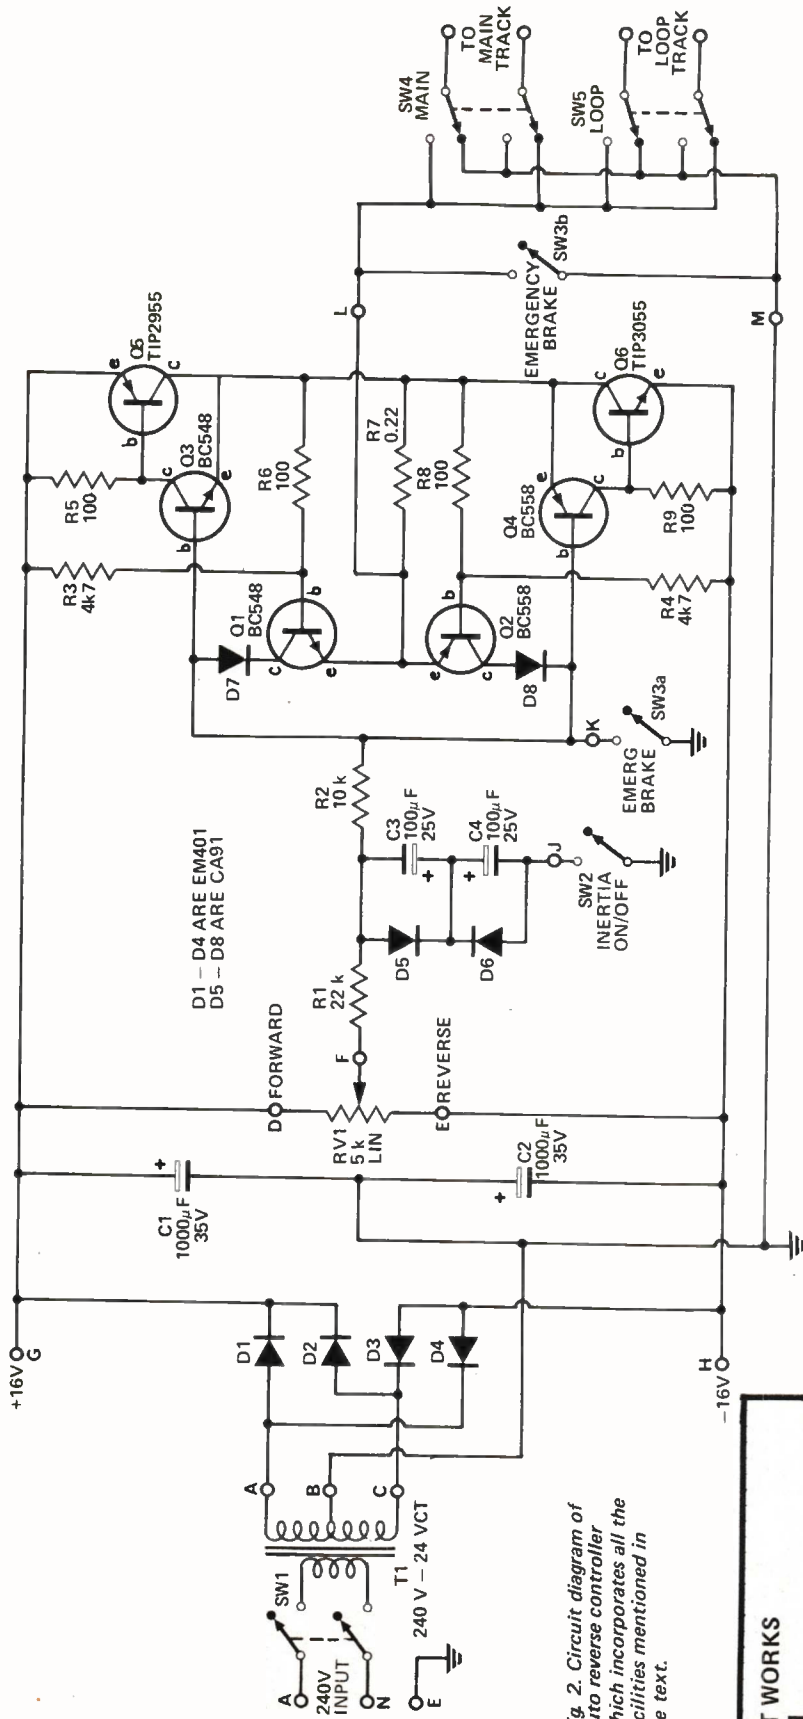 +16V
G
A
240V
INPUT
N
E
SW1
T1
240 V – 24 VCT
A
B
C
D1
D2
D3
D4
H
–16V
C1
1000µF
35V
+
C2
1000µF
35V
+
D FORWARD
RV1
5 k
LIN
E REVERSE
F
R1
22 k
D1 – D4 ARE EM401
D5 – D8 ARE CA91
D5
D6
C3
100µF
25V
+
C4
100µF
25V
+
J
SW2
INERTIA
ON/OFF
R2
10 k
K
EMERG
BRAKE
SW3a
D7
D8
Q1
BC548
b
c
e
Q2
BC558
b
c
e
R3
4k7
R4
4k7
R5
100
Q3
BC548
b
c
e
R6
100
R7
0.22
R8
100
Q4
BC558
b
c
e
R9
100
Q5
TIP2955
b
c
e
Q6
TIP3055
b
c
e
L
M
EMERGENCY
BRAKE
SW3b
SW4
MAIN
SW5
LOOP
TO
MAIN
TRACK
TO
LOOP
TRACK
g. 2. Circuit diagram of
uto reverse controller
hich incorporates all the
cilities mentioned in
e text.
T WORKS